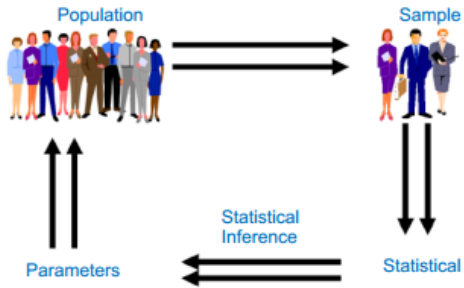 Population
Sample
Statistical
Inference
Parameters
Statistical